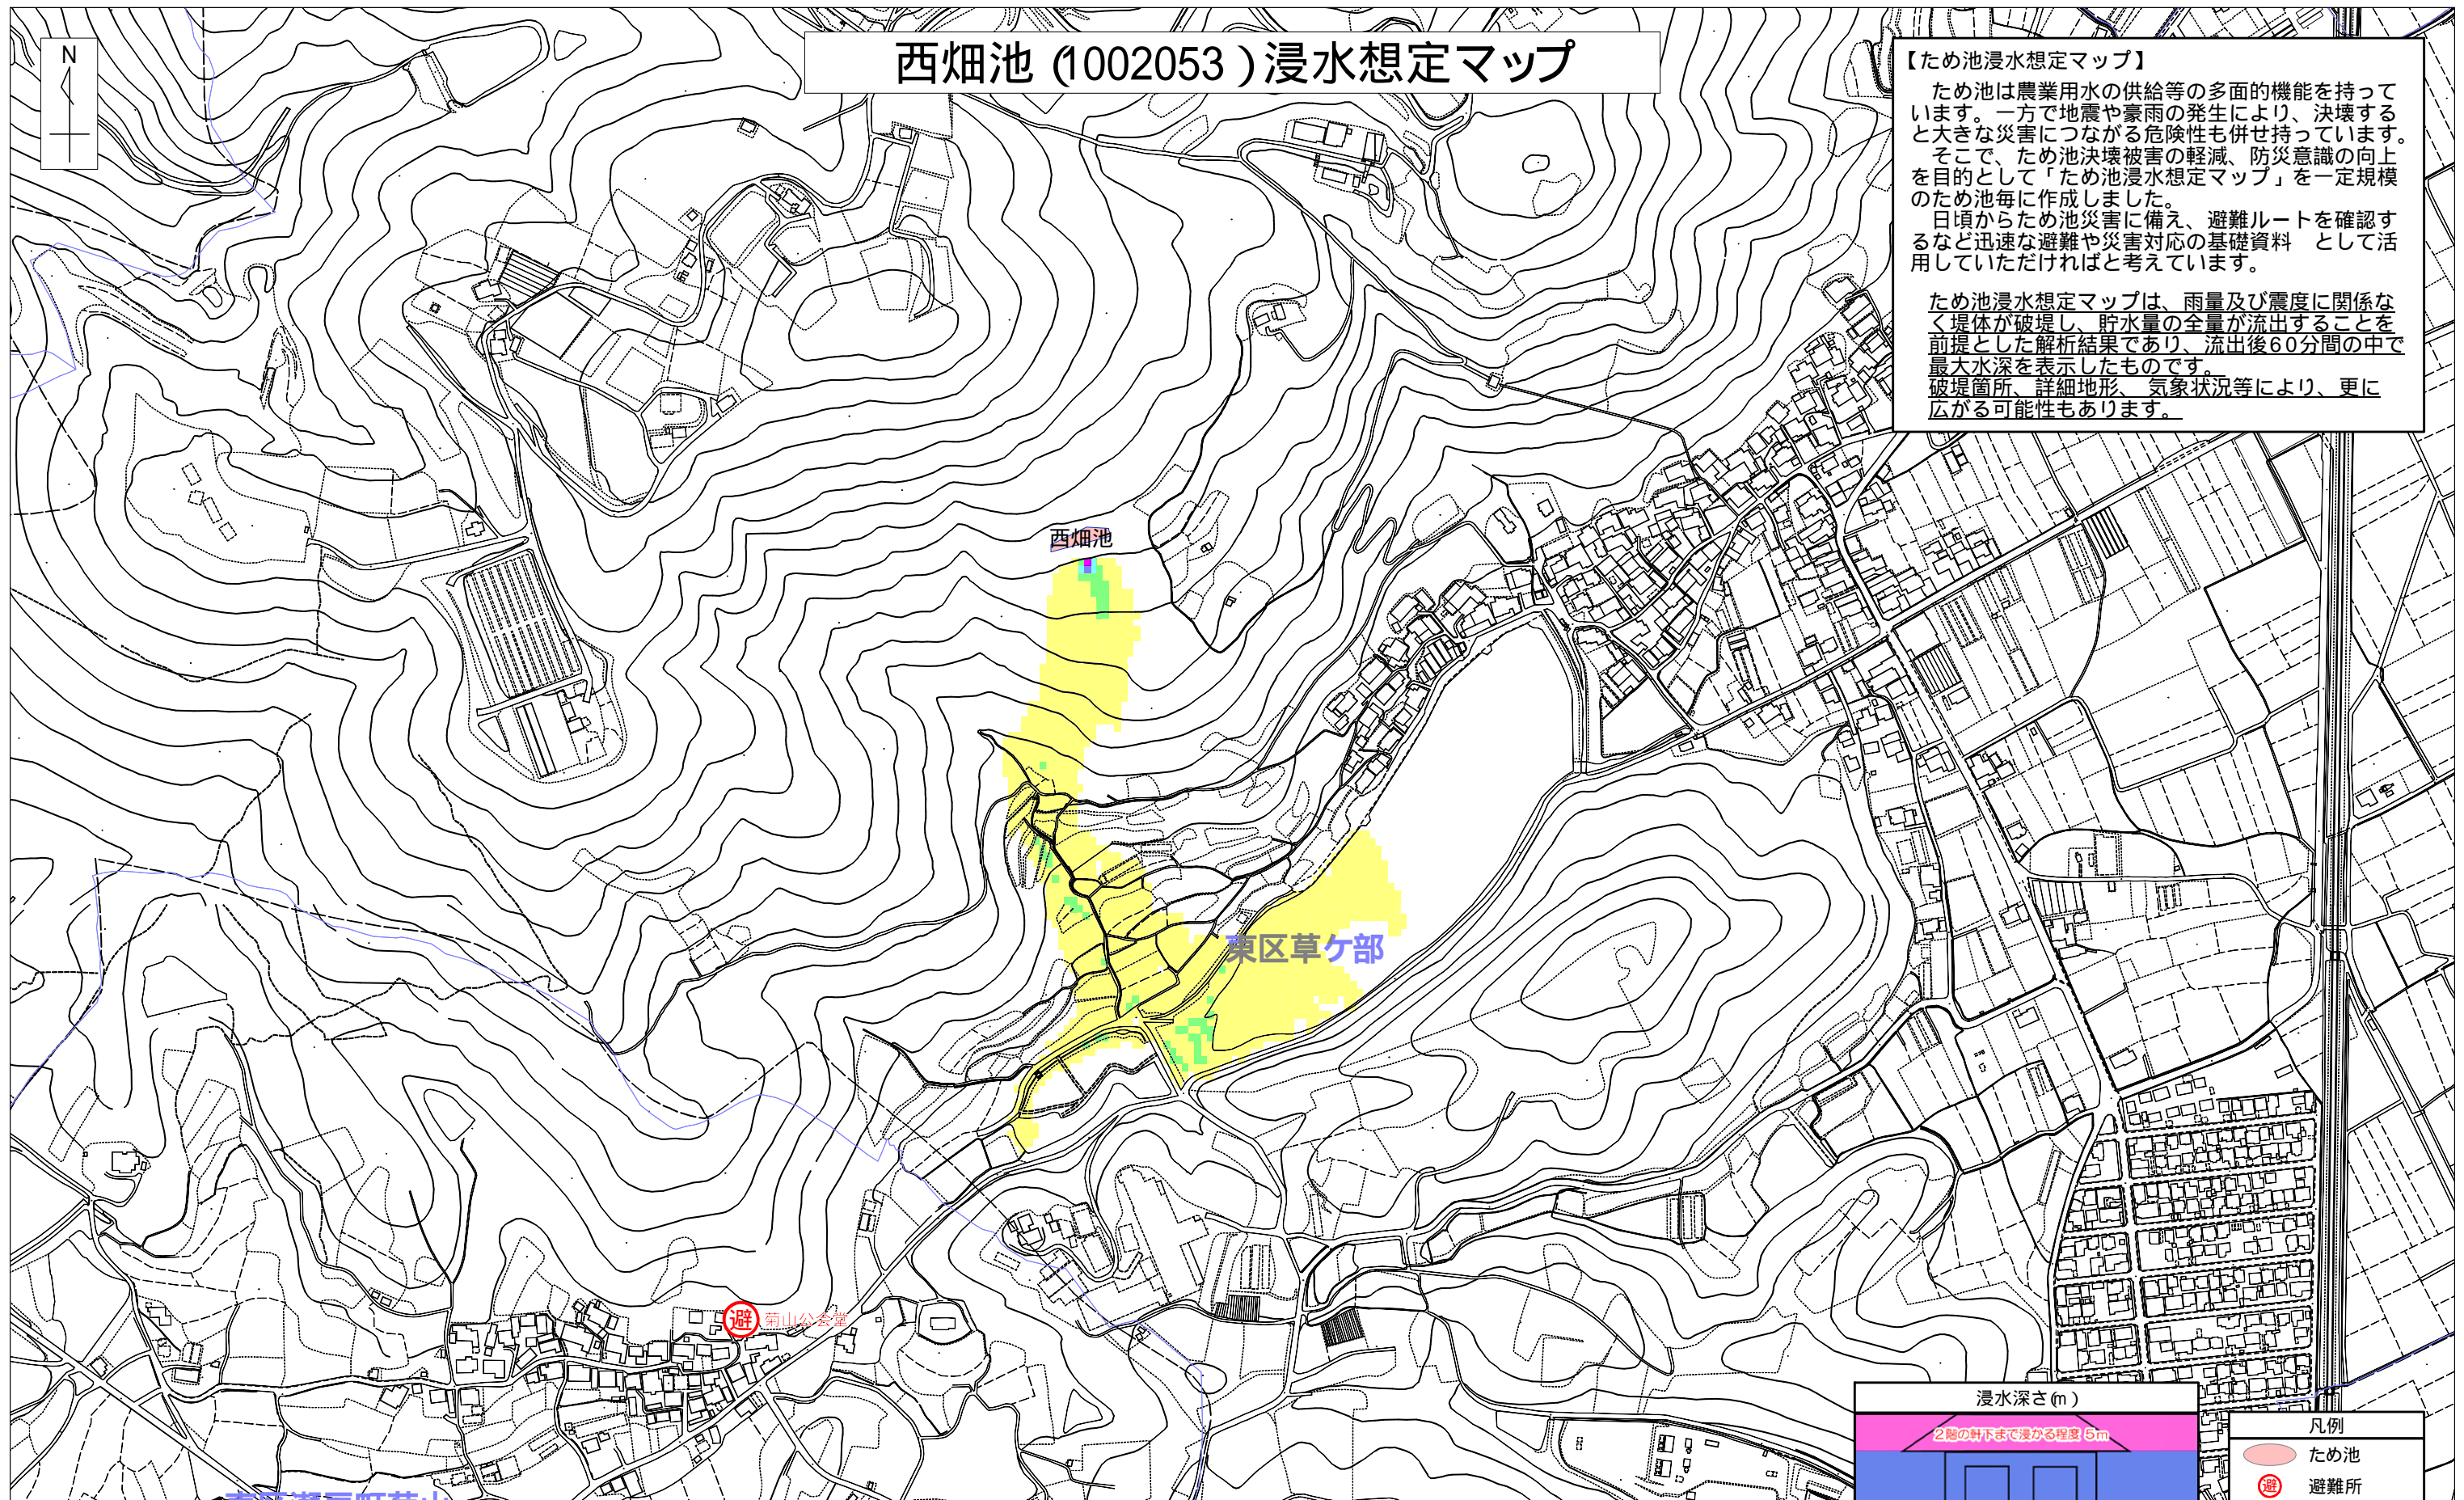 N
西畑池(1002053)浸水想定マップ
【ため池浸水想定マップ】
ため池は農業用水の供給等の多面的機能を持って
います。一方で地震や豪雨の発生により、決壊する
と大きな災害につながる危険性も併せ持っています。
そこで、ため池決壊被害の軽減、防災意識の向上
を目的として「ため池浸水想定マップ」を一定規模
のため池毎に作成しました。
日頃からため池災害に備え、避難ルートを確認す
るなど迅速な避難や災害対応の基礎資料 として活
用していただければと考えています。
ため池浸水想定マップは、雨量及び震度に関係な
く堤体が破堤し、貯水量の全量が流出することを
前提とした解析結果であり、流出後60分間の中で
最大水深を表示したものです。
破堤箇所、詳細地形、気象状況等により、更に
広がる可能性もあります。
西畑池
東区草ケ部
避 菊山公会堂
浸水深さ(m)
2階の軒下まで浸かる程度 5m
凡例
ため池
避 避難所